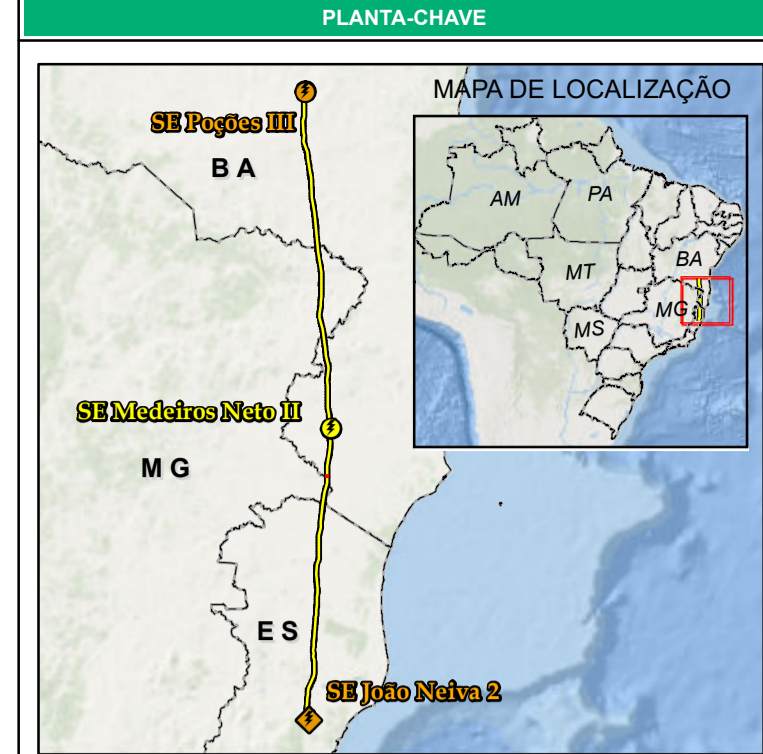 PLANTA-CHAVE
MAPA DE LOCALIZAÇÃO
SE Poções III
B A
AM
PA
BA
MT
MG
MS
SE Medeiros Neto II
M G
E S
SE João Neiva 2